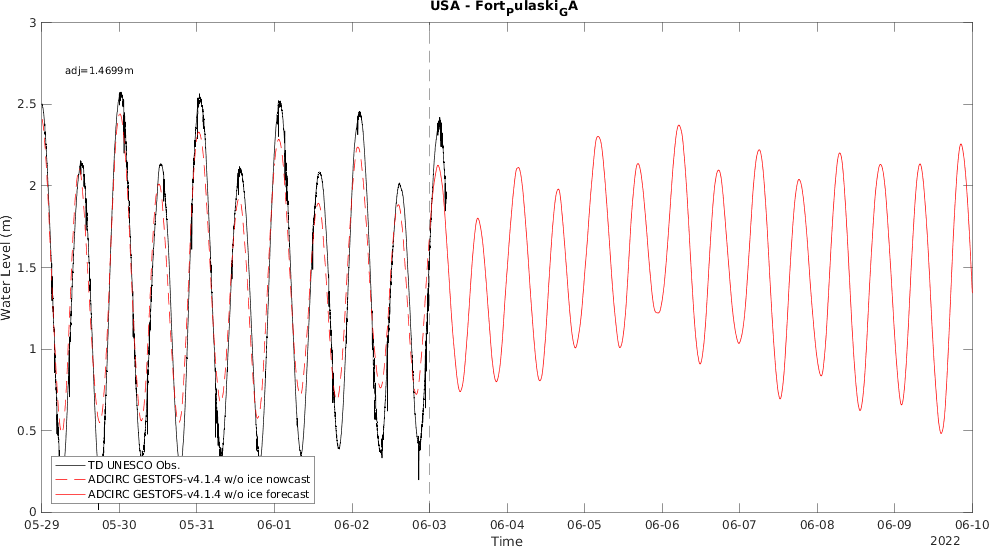 USA - FortPulaskiGA
adj=1.4699m
3
2.5
2
1.5
1
0.5
0
Water Level (m)
TD UNESCO Obs.
ADCIRC GESTOFS-v4.1.4 w/o ice nowcast
ADCIRC GESTOFS-v4.1.4 w/o ice forecast
05-29 05-30 05-31 06-01 06-02 06-03 06-04 06-05 06-06 06-07 06-08 06-09 06-10
Time
2022